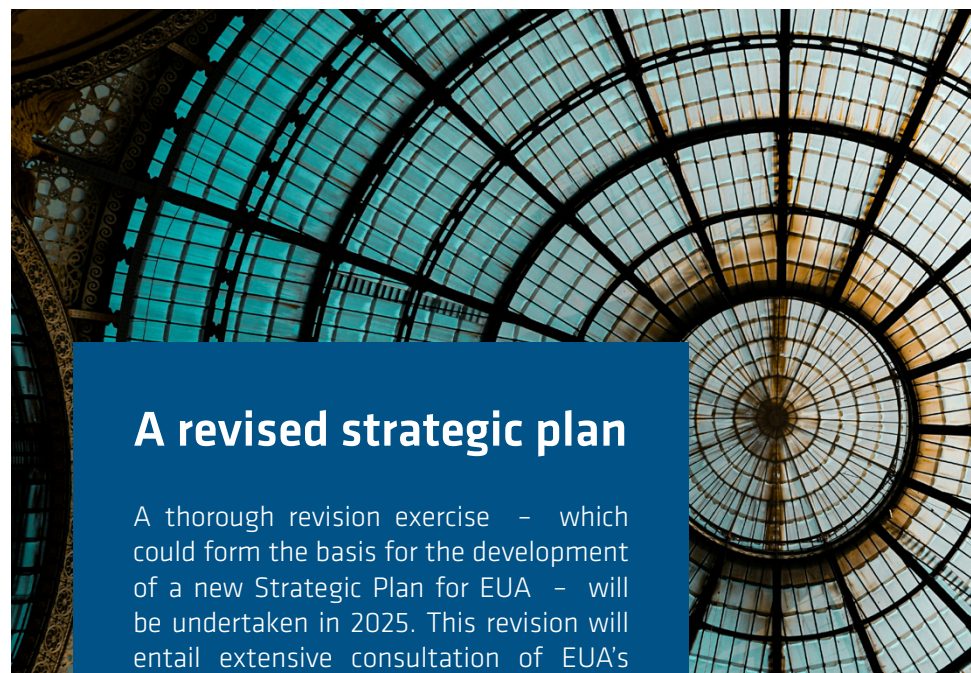 A revised strategic plan
A thorough revision exercise – which
could form the basis for the development
of a new Strategic Plan for EUA – will
be undertaken in 2025. This revision will
entail extensive consultation of EUA's